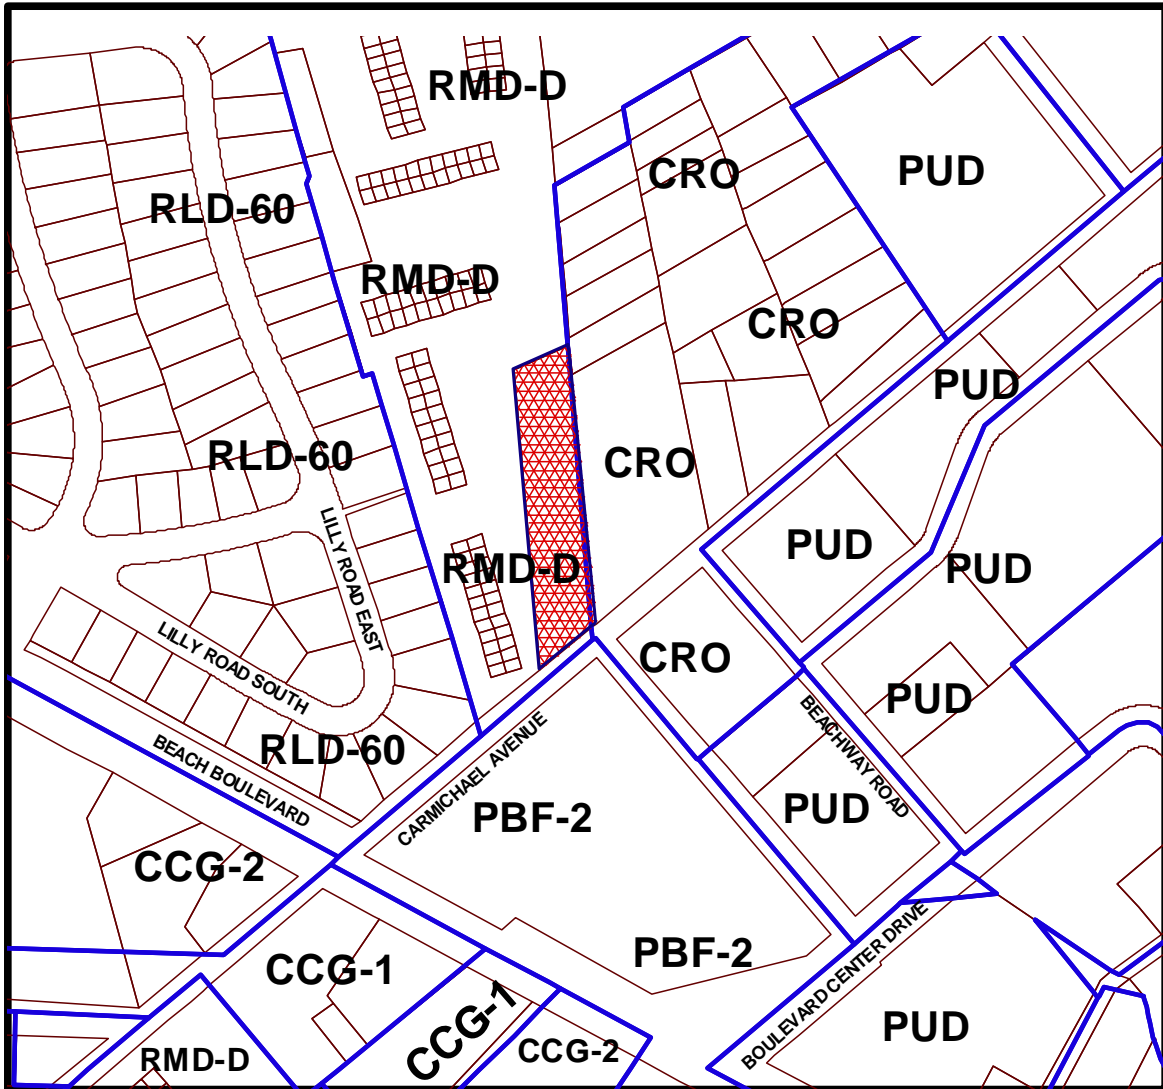 RMD-D
CRO
PUD
RLD-60
RMD-D
CRO
PUD
RLD-60
CRO
LILLY ROAD EAST
PUD
RMD-D
PUD
LILLY ROAD SOUTH
CRO
PUD
BEACHWAY ROAD
RLD-60
BEACH BOULEVARD
CARMICHAEL AVENUE
PBF-2
PUD
CCG-2
PBF-2
BOULEVARD CENTER DRIVE
CCG-1
CCG-1
PUD
CCG-2
RMD-D